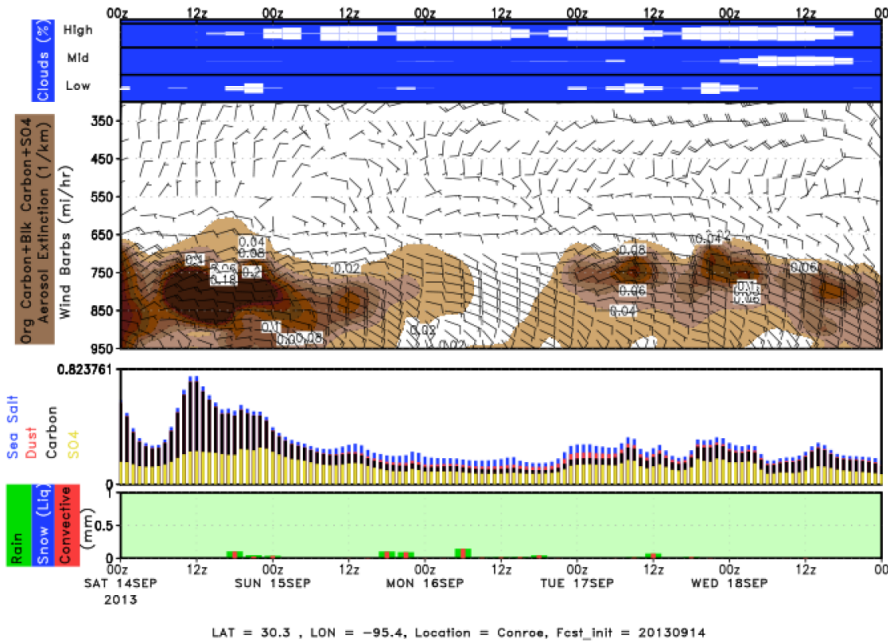 00z 12z 00z 12z 00z 12z 00z 12z 00z 12z 00z
Clouds (%)
High
Mid
Low
Org Carbon+Blk Carbon+SO4
Aerosol Extinction (1/km)
Wind Barbs (mi/hr)
350
450
550
650
750
850
950
0.04
0.08
0.1
0.06
0.2
0.18
0.02
0.1
0.08
0.02
0.08
0.06
0.04
0.04
0.1
0.06
0.06
0.823761
0
Sea Salt
Dust
Carbon
SO4
Rain
Snow (Liq)
Convective
(mm)
1
0.5
0
00z 12z 00z 12z 00z 12z 00z 12z 00z 12z 00z
SAT 14SEP SUN 15SEP MON 16SEP TUE 17SEP WED 18SEP
2013
LAT = 30.3 , LON = -95.4, Location = Conroe, Fcst_init = 20130914